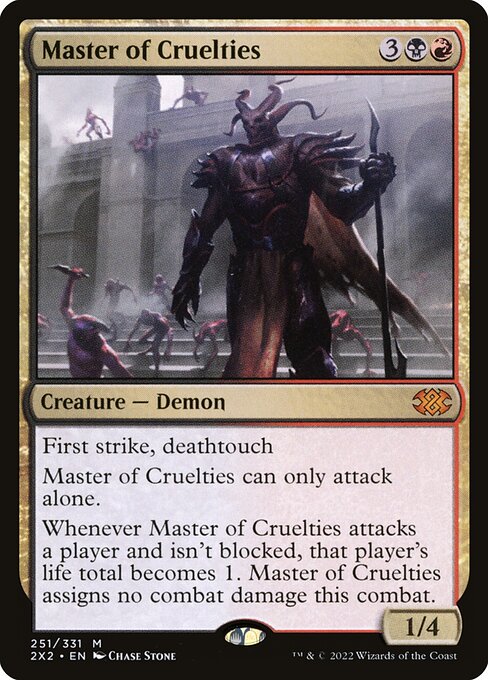 Master of Cruelties 3
Creature — Demon
First strike, deathtouch
Master of Cruelties can only attack
alone.
Whenever Master of Cruelties attacks
a player and isn't blocked, that player's
life total becomes 1. Master of Cruelties
assigns no combat damage this combat.
1/4
251/331 M
2X2 • EN Chase Stone
™ & © 2022 Wizards of the Coast